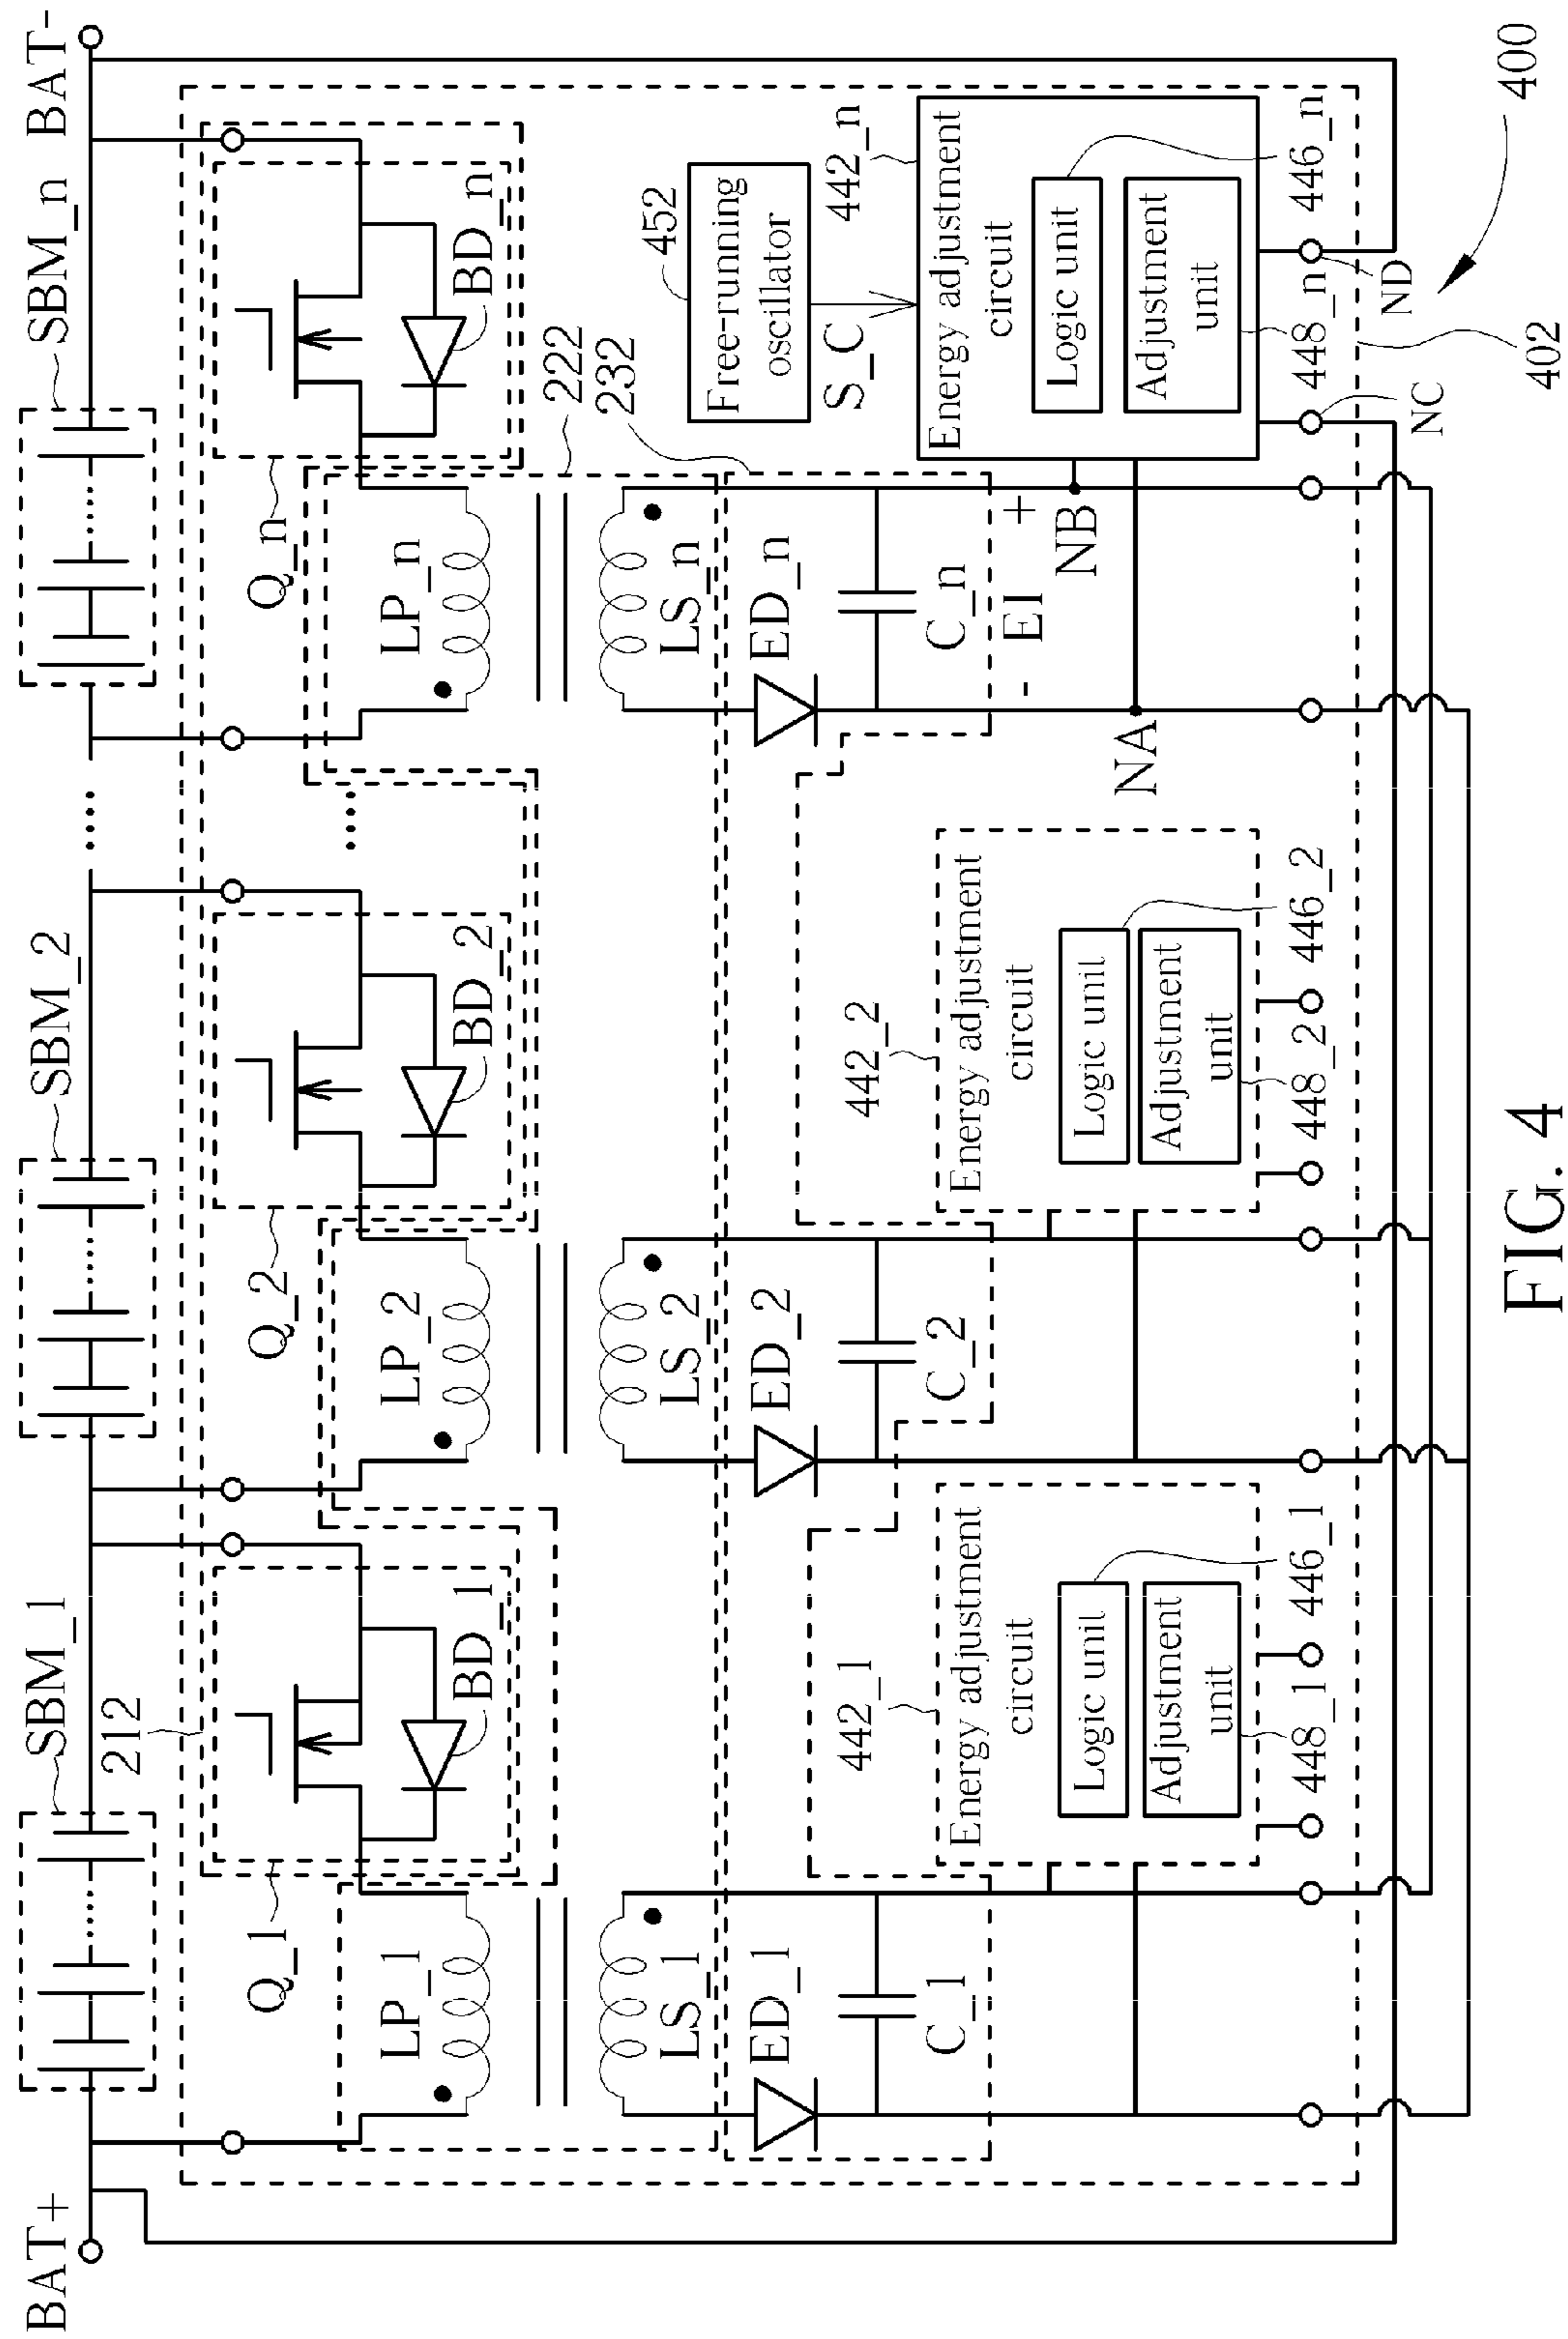 BAT+
SBM_1
SBM_2
SBM_n
BAT-
212
Q_1
BD_1
Q_2
BD_2
Q_n
BD_n
LP_1
LP_2
LP_n
LS_1
LS_2
LS_n
222
232
ED_1
ED_2
ED_n
C_1
C_2
C_n
- EI +
NA
NB
452
Free-running
oscillator
S_C
442_1
Energy adjustment
circuit
Logic unit
Adjustment
unit
448_1
446_1
442_2
Energy adjustment
circuit
Logic unit
Adjustment
unit
448_2
446_2
442_n
Energy adjustment
circuit
Logic unit
Adjustment
unit
448_n
446_n
NC
ND
402
400
FIG. 4